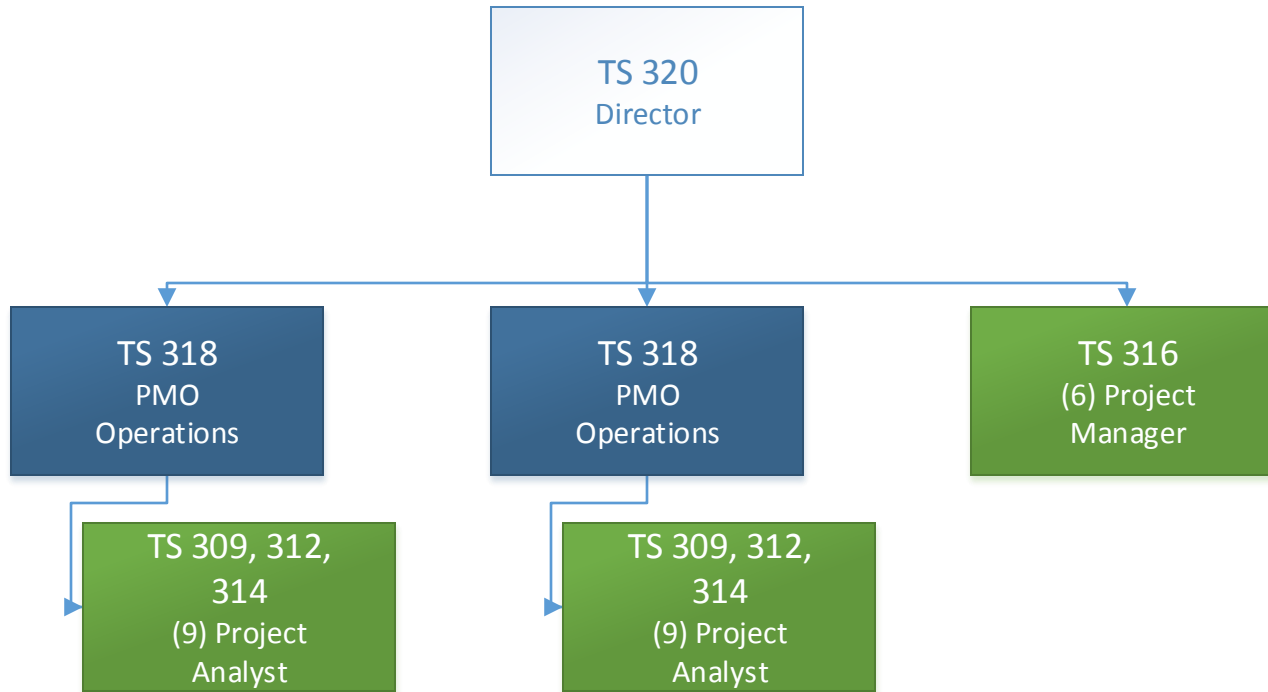 TS 320
Director
TS 318
PMO
Operations
TS 318
PMO
Operations
TS 316
(6) Project
Manager
TS 309, 312,
314
(9) Project
Analyst
TS 309, 312,
314
(9) Project
Analyst